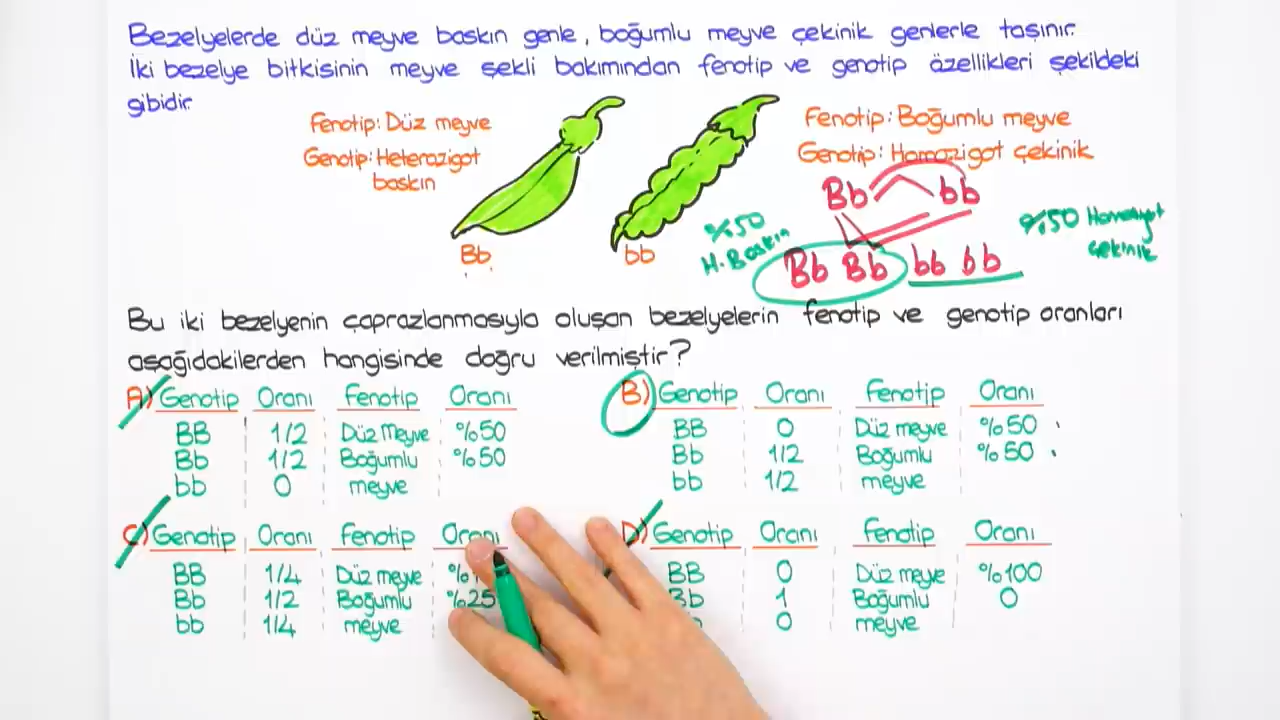 Bezelyelerde düz meyve baskın genle, boğumlu meyve çekinik genlerle taşınır.
İki bezelye bitkisinin meyve şekli bakımından fenotip ve genotip özellikleri şekildeki
gibidir.
Fenotip: Düz meyve
Genotip: Heterozigot
baskın
Bb
bb
Fenotip: Boğumlu meyve
Genotip: Homozigot çekinik
Bb bb
%50
H. Baskın
Bb Bb bb bb
%50 Homozigot
çekinik
Bu iki bezelyenin çaprazlanmasıyla oluşan bezelyelerin fenotip ve genotip oranları
aşağıdakilerden hangisinde doğru verilmiştir?
A) Genotip Oranı Fenotip Oranı
BB 1/2 Düz meyve %50
Bb 1/2 Boğumlu %50
bb 0 meyve
B) Genotip Oranı Fenotip Oranı
BB 0 Düz meyve %50
Bb 1/2 Boğumlu %50
bb 1/2 meyve
C) Genotip Oranı Fenotip Oranı
BB 1/4 Düz meyve
Bb 1/2 Boğumlu %25
bb 1/4 meyve
D) Genotip Oranı Fenotip Oranı
BB 0 Düz meyve %100
Bb 1 Boğumlu 0
0 meyve